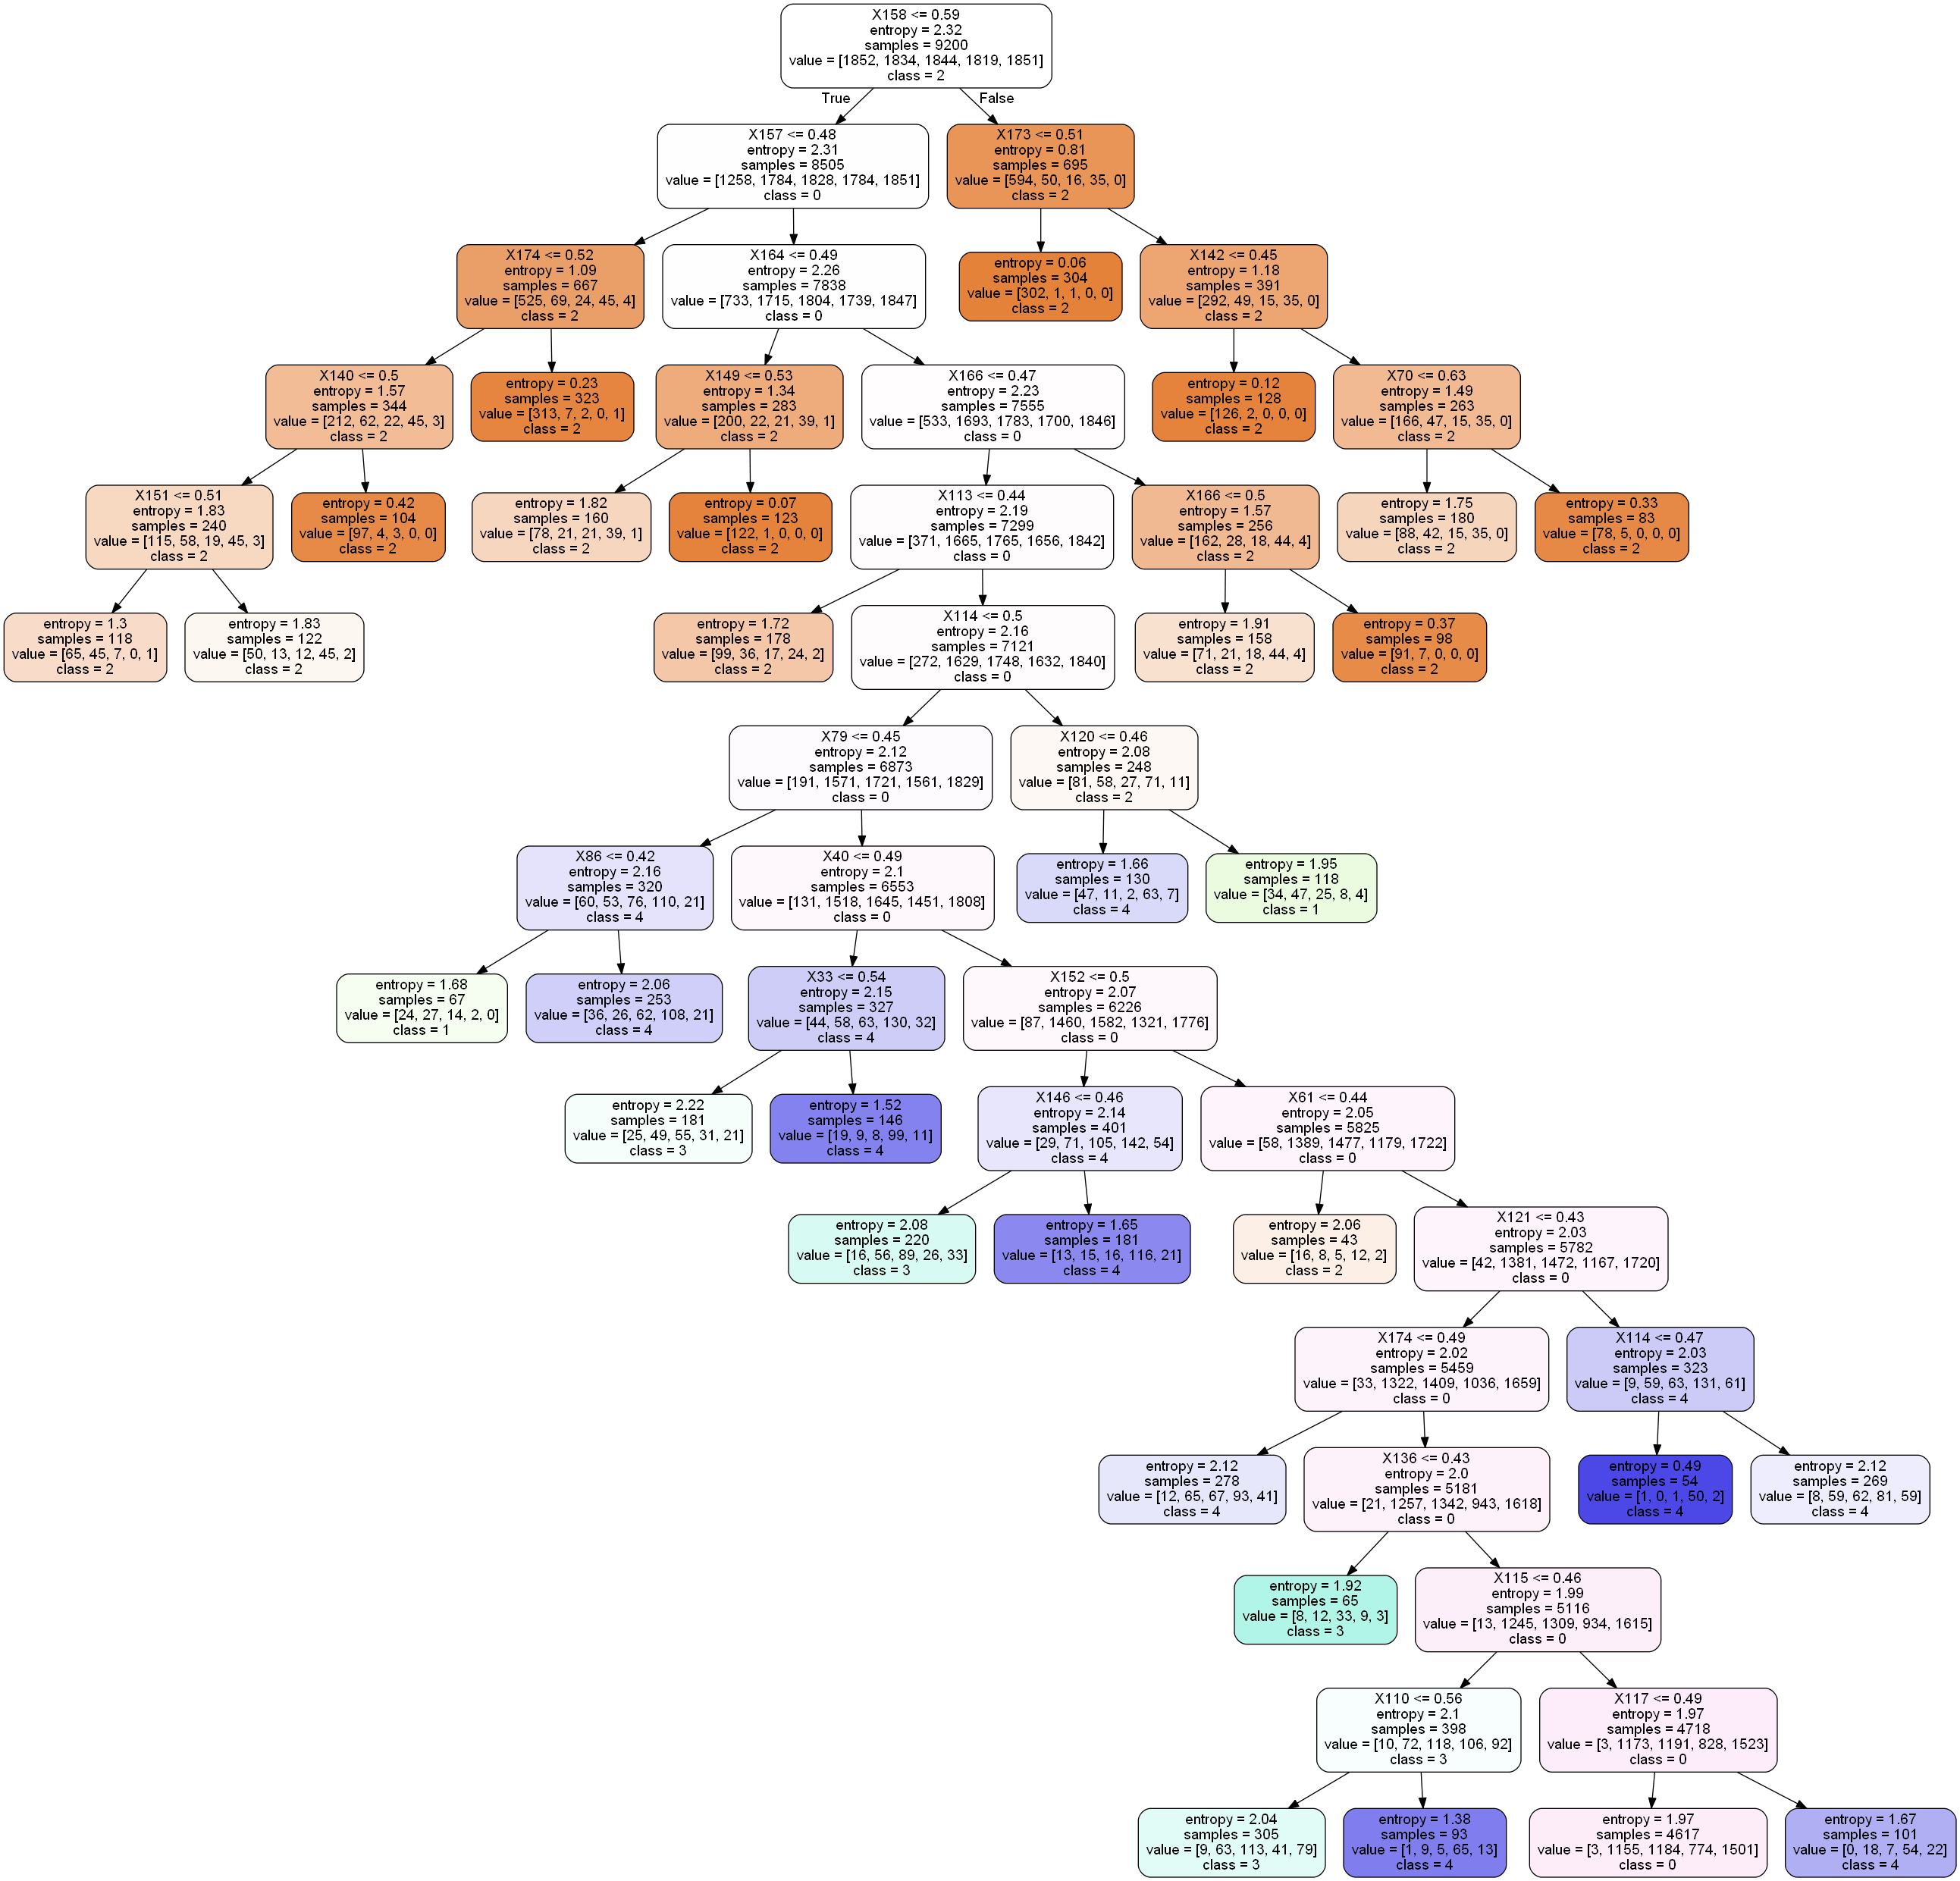 X158 <= 0.59
entropy = 2.32
samples = 9200
value = [1852, 1834, 1844, 1819, 1851]
class = 2
True
False
X157 <= 0.48
entropy = 2.31
samples = 8505
value = [1258, 1784, 1828, 1784, 1851]
class = 0
X173 <= 0.51
entropy = 0.81
samples = 695
value = [594, 50, 16, 35, 0]
class = 2
X174 <= 0.52
entropy = 1.09
samples = 667
value = [525, 69, 24, 45, 4]
class = 2
X164 <= 0.49
entropy = 2.26
samples = 7838
value = [733, 1715, 1804, 1739, 1847]
class = 0
entropy = 0.06
samples = 304
value = [302, 1, 1, 0, 0]
class = 2
X142 <= 0.45
entropy = 1.18
samples = 391
value = [292, 49, 15, 35, 0]
class = 2
X140 <= 0.5
entropy = 1.57
samples = 344
value = [212, 62, 22, 45, 3]
class = 2
entropy = 0.23
samples = 323
value = [313, 7, 2, 0, 1]
class = 2
X149 <= 0.53
entropy = 1.34
samples = 283
value = [200, 22, 21, 39, 1]
class = 2
X166 <= 0.47
entropy = 2.23
samples = 7555
value = [533, 1693, 1783, 1700, 1846]
class = 0
entropy = 0.12
samples = 128
value = [126, 2, 0, 0, 0]
class = 2
X70 <= 0.63
entropy = 1.49
samples = 263
value = [166, 47, 15, 35, 0]
class = 2
X151 <= 0.51
entropy = 1.83
samples = 240
value = [115, 58, 19, 45, 3]
class = 2
entropy = 0.42
samples = 104
value = [97, 4, 3, 0, 0]
class = 2
entropy = 1.82
samples = 160
value = [78, 21, 21, 39, 1]
class = 2
entropy = 0.07
samples = 123
value = [122, 1, 0, 0, 0]
class = 2
X113 <= 0.44
entropy = 2.19
samples = 7299
value = [371, 1665, 1765, 1656, 1842]
class = 0
X166 <= 0.5
entropy = 1.57
samples = 256
value = [162, 28, 18, 44, 4]
class = 2
entropy = 1.75
samples = 180
value = [88, 42, 15, 35, 0]
class = 2
entropy = 0.33
samples = 83
value = [78, 5, 0, 0, 0]
class = 2
entropy = 1.3
samples = 118
value = [65, 45, 7, 0, 1]
class = 2
entropy = 1.83
samples = 122
value = [50, 13, 12, 45, 2]
class = 2
entropy = 1.72
samples = 178
value = [99, 36, 17, 24, 2]
class = 2
X114 <= 0.5
entropy = 2.16
samples = 7121
value = [272, 1629, 1748, 1632, 1840]
class = 0
entropy = 1.91
samples = 158
value = [71, 21, 18, 44, 4]
class = 2
entropy = 0.37
samples = 98
value = [91, 7, 0, 0, 0]
class = 2
X79 <= 0.45
entropy = 2.12
samples = 6873
value = [191, 1571, 1721, 1561, 1829]
class = 0
X120 <= 0.46
entropy = 2.08
samples = 248
value = [81, 58, 27, 71, 11]
class = 2
X86 <= 0.42
entropy = 2.16
samples = 320
value = [60, 53, 76, 110, 21]
class = 4
X40 <= 0.49
entropy = 2.1
samples = 6553
value = [131, 1518, 1645, 1451, 1808]
class = 0
entropy = 1.66
samples = 130
value = [47, 11, 2, 63, 7]
class = 4
entropy = 1.95
samples = 118
value = [34, 47, 25, 8, 4]
class = 1
entropy = 1.68
samples = 67
value = [24, 27, 14, 2, 0]
class = 1
entropy = 2.06
samples = 253
value = [36, 26, 62, 108, 21]
class = 4
X33 <= 0.54
entropy = 2.15
samples = 327
value = [44, 58, 63, 130, 32]
class = 4
X152 <= 0.5
entropy = 2.07
samples = 6226
value = [87, 1460, 1582, 1321, 1776]
class = 0
entropy = 2.22
samples = 181
value = [25, 49, 55, 31, 21]
class = 3
entropy = 1.52
samples = 146
value = [19, 9, 8, 99, 11]
class = 4
X146 <= 0.46
entropy = 2.14
samples = 401
value = [29, 71, 105, 142, 54]
class = 4
X61 <= 0.44
entropy = 2.05
samples = 5825
value = [58, 1389, 1477, 1179, 1722]
class = 0
entropy = 2.08
samples = 220
value = [16, 56, 89, 26, 33]
class = 3
entropy = 1.65
samples = 181
value = [13, 15, 16, 116, 21]
class = 4
entropy = 2.06
samples = 43
value = [16, 8, 5, 12, 2]
class = 2
X121 <= 0.43
entropy = 2.03
samples = 5782
value = [42, 1381, 1472, 1167, 1720]
class = 0
X174 <= 0.49
entropy = 2.02
samples = 5459
value = [33, 1322, 1409, 1036, 1659]
class = 0
X114 <= 0.47
entropy = 2.03
samples = 323
value = [9, 59, 63, 131, 61]
class = 4
entropy = 2.12
samples = 278
value = [12, 65, 67, 93, 41]
class = 4
X136 <= 0.43
entropy = 2.0
samples = 5181
value = [21, 1257, 1342, 943, 1618]
class = 0
entropy = 0.49
samples = 54
value = [1, 0, 1, 50, 2]
class = 4
entropy = 2.12
samples = 269
value = [8, 59, 62, 81, 59]
class = 4
entropy = 1.92
samples = 65
value = [8, 12, 33, 9, 3]
class = 3
X115 <= 0.46
entropy = 1.99
samples = 5116
value = [13, 1245, 1309, 934, 1615]
class = 0
X110 <= 0.56
entropy = 2.1
samples = 398
value = [10, 72, 118, 106, 92]
class = 3
X117 <= 0.49
entropy = 1.97
samples = 4718
value = [3, 1173, 1191, 828, 1523]
class = 0
entropy = 2.04
samples = 305
value = [9, 63, 113, 41, 79]
class = 3
entropy = 1.38
samples = 93
value = [1, 9, 5, 65, 13]
class = 4
entropy = 1.97
samples = 4617
value = [3, 1155, 1184, 774, 1501]
class = 0
entropy = 1.67
samples = 101
value = [0, 18, 7, 54, 22]
class = 4